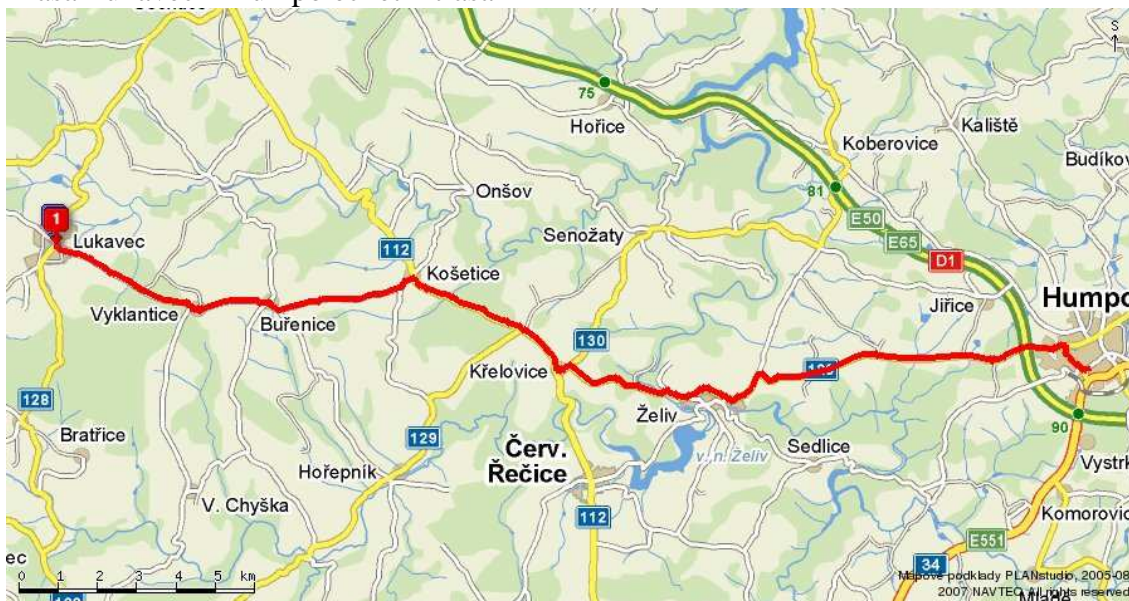 S
75
Hořice
Kaliště
Koberovice
Budíkov
Onšov
81
1
E50
Lukavec
Senožaty
E65
112
D1
Košetice
Humpo
Jiřice
Vyklantice
Buřenice
130
Křelovice
128
Želiv
90
Bratřice
129
Sedlice
v. n. Želiv
Červ.
Řečice
Hořepník
Vystrk
V. Chyška
112
Komorovic
E551
ec
34
0 1 2 3 4 5 km
Mapové podklady PLANstudio, 2005-08
2007 NAVTEQ All rights reserved